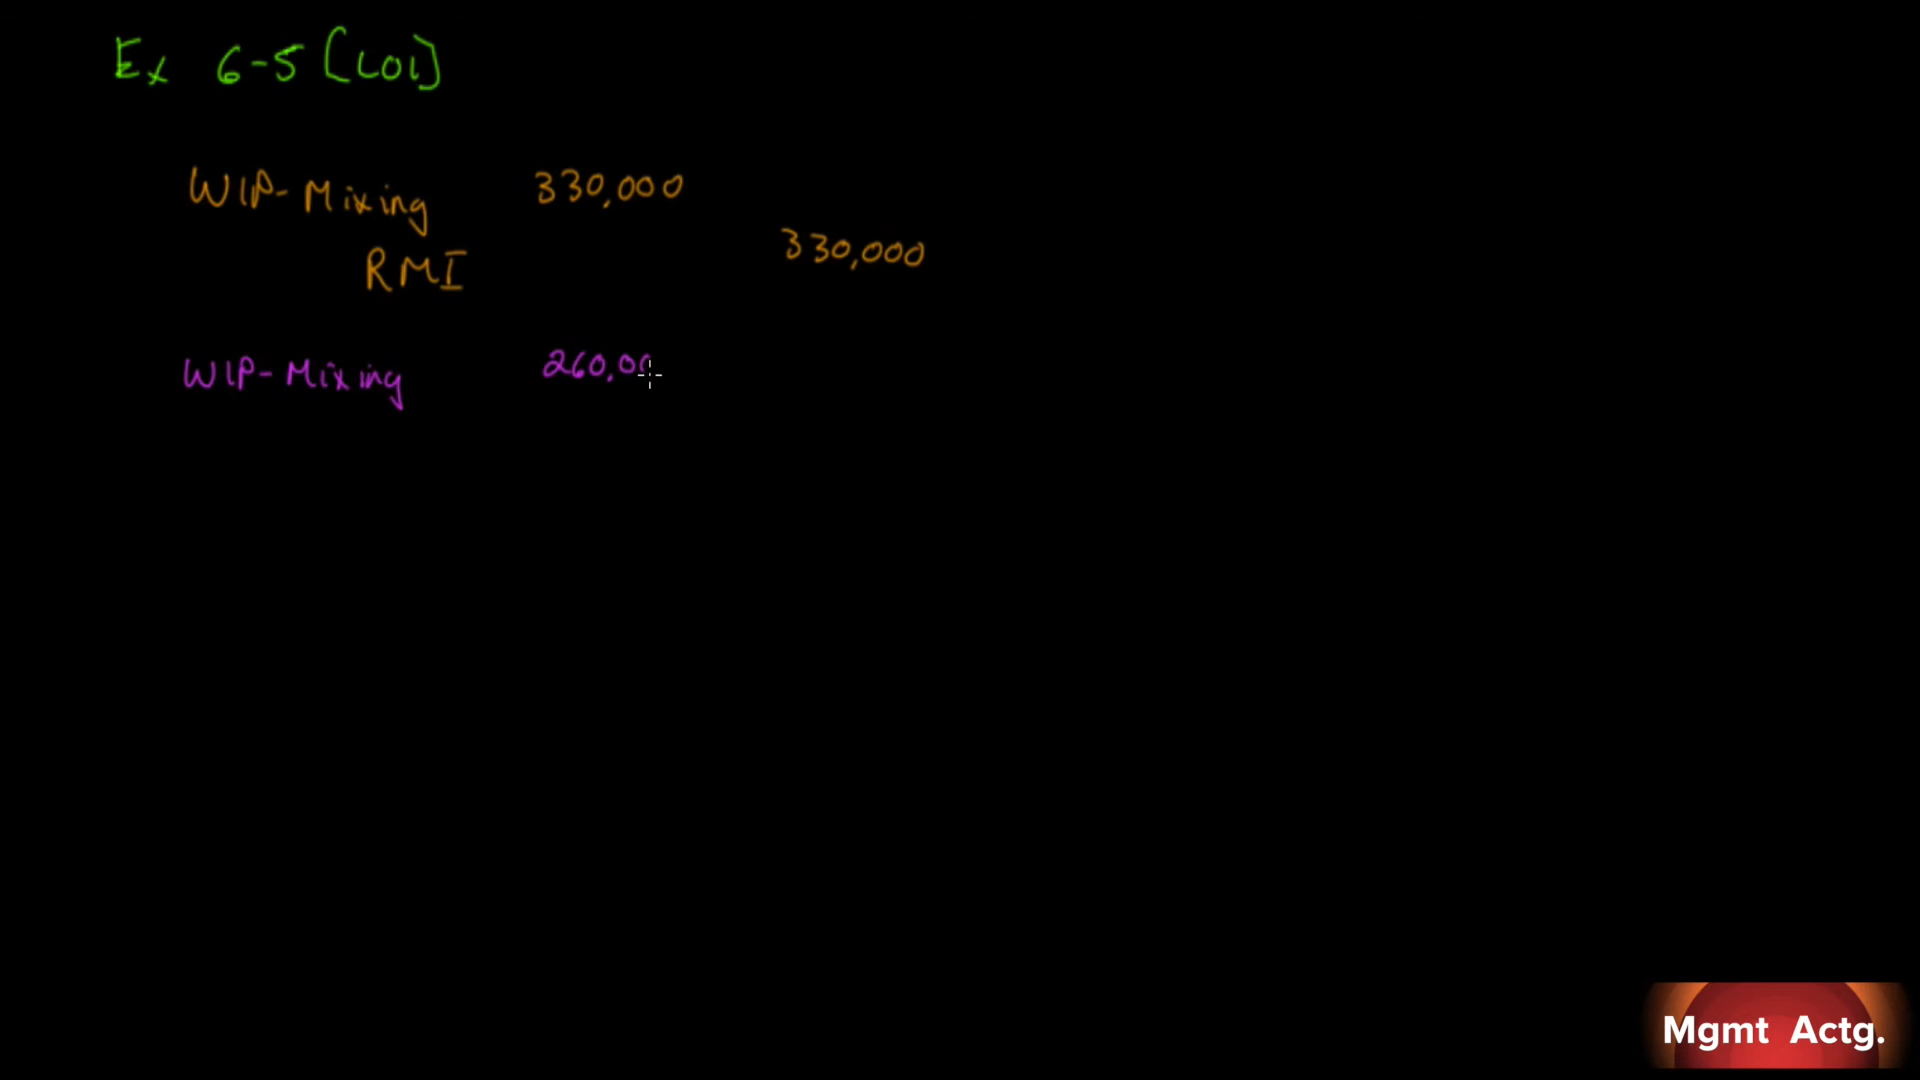 Ex 6-5 (LO1)
WIP-Mixing 330,000
RMI 330,000
WIP-Mixing 260,00
Mgmt Actg.